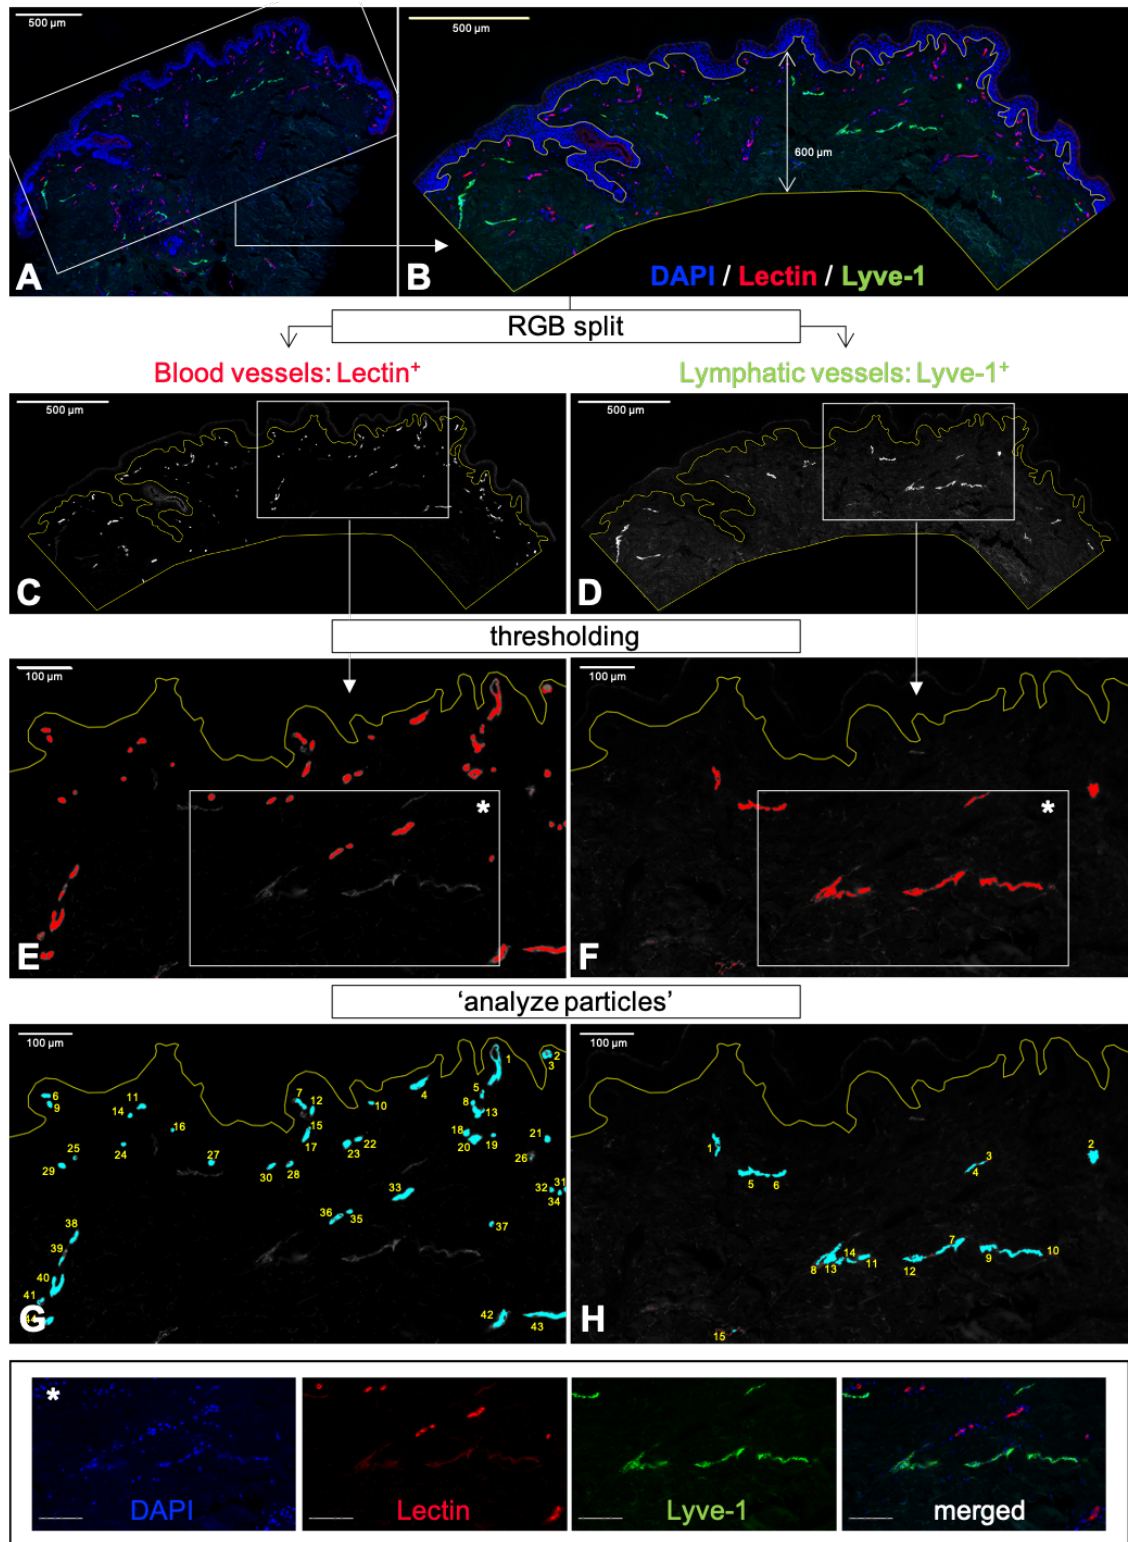 500 µm
A
500 µm
600 µm
B
DAPI / Lectin / Lyve-1
RGB split
Blood vessels: Lectin⁺
Lymphatic vessels: Lyve-1⁺
500 µm
C
500 µm
D
thresholding
100 µm
*
E
100 µm
*
F
'analyze particles'
100 µm
1
2
3
4
5
6
7
8
9
10
11
12
13
14
15
16
17
18
19
20
21
22
23
24
25
26
27
28
29
30
31
32
33
34
35
36
37
38
39
40
41
42
43
44
G
100 µm
1
2
3
4
5
6
7
8
9
10
11
12
13
14
15
H
*
DAPI
Lectin
Lyve-1
merged